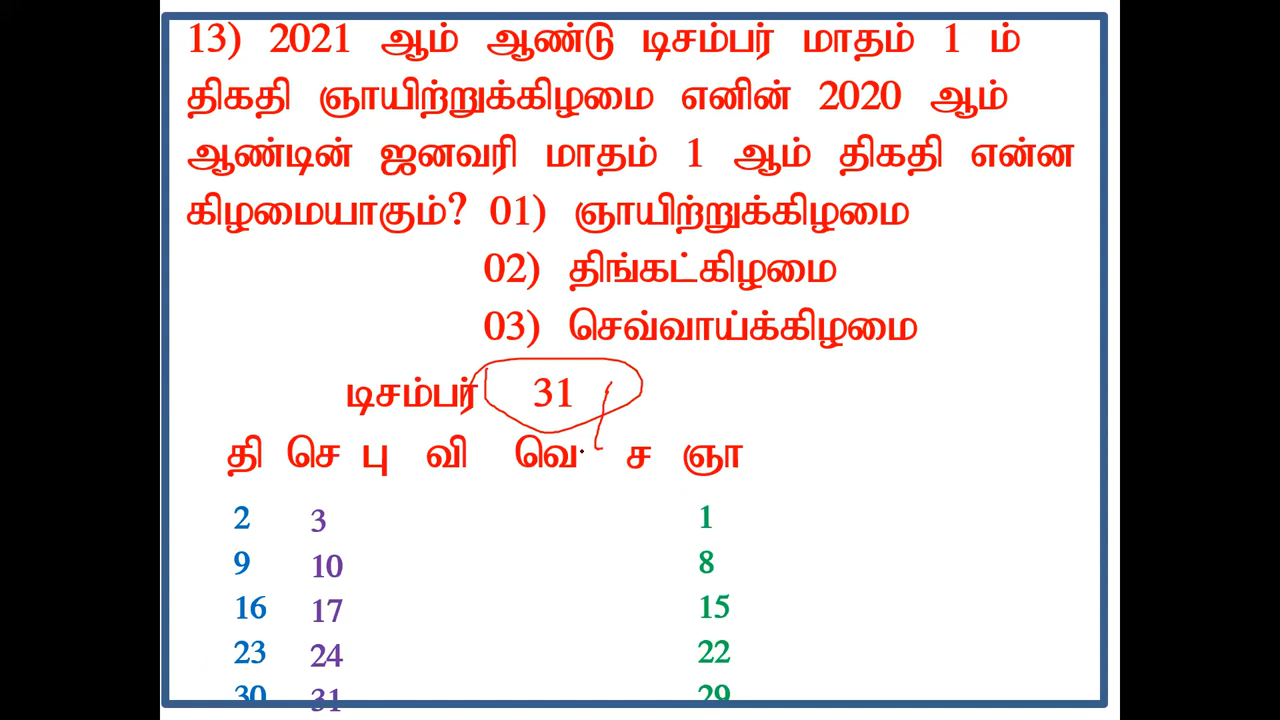 13) 2021 ஆம் ஆண்டு டிசம்பர் மாதம் 1 ம்
திகதி ஞாயிற்றுக்கிழமை எனின் 2020 ஆம்
ஆண்டின் ஜனவரி மாதம் 1 ஆம் திகதி என்ன
கிழமையாகும்? 01) ஞாயிற்றுக்கிழமை
02) திங்கட்கிழமை
03) செவ்வாய்க்கிழமை
டிசம்பர் 31
தி செ பு வி வெ ச ஞா
2 3 1
9 10 8
16 17 15
23 24 22
30 31 29